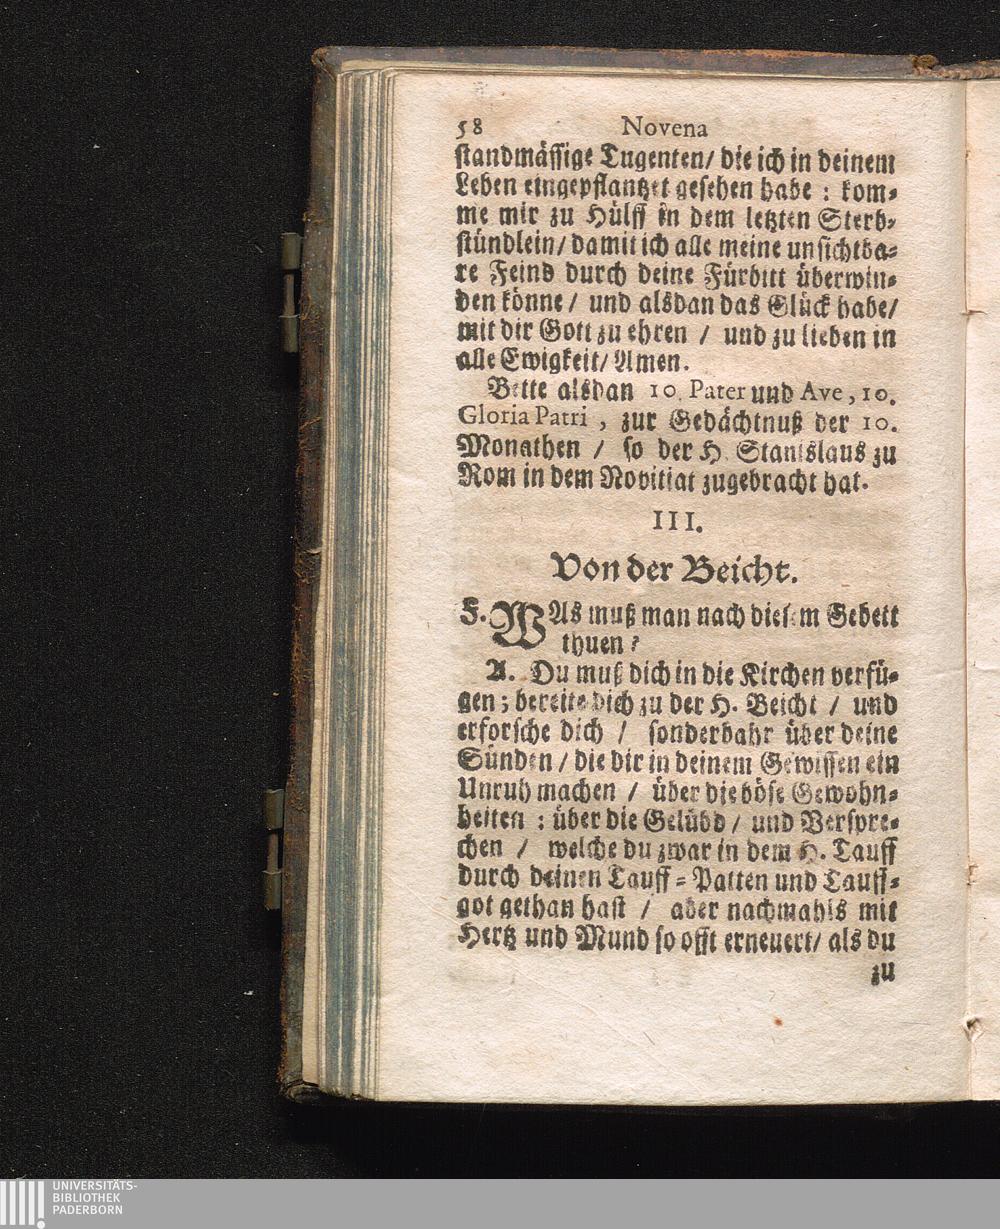 58 Novena
ſtandmäſſige Tugenten/ die ich in deinem
Leben eingepflantzet geſehen habe : kom-
me mir zu Hülff in dem letzten Sterb-
ſtündlein/ damit ich alle meine unſichtba-
re Feind durch deine Fürbitt überwin-
den könne / und alsdan das Glück habe/
mit dir Gott zu ehren / und zu lieben in
alle Ewigkeit/ Amen.
Bette alsdan 10. Pater und Ave, 10.
Gloria Patri , zur Gedächtnuß der 10.
Monathen / ſo der H. Stanislaus zu
Rom in dem Novitiat zugebracht hat.
III.
Von der Beicht.
F. WAs muß man nach dieſem Gebett
thuen?
A. Du muß dich in die Kirchen verfü-
gen; bereite dich zu der H. Beicht / und
erforſche dich / ſonderbahr über deine
Sünden / die dir in deinem Gewiſſen ein
Unruh machen / über die böſe Gewohn-
heiten : über die Gelübd / und Verſpre-
chen / welche du zwar in dem H. Tauff
durch deinen Tauff-Patten und Tauff-
got gethan haſt / aber nachmahls mit
Hertz und Mund ſo offt erneuert/ als du
zu
UNIVERSITÄTS-
BIBLIOTHEK
PADERBORN